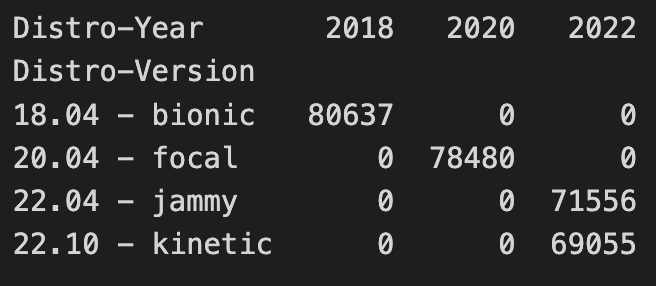 Distro-Year 2018 2020 2022
Distro-Version
18.04 - bionic 80637 0 0
20.04 - focal 0 78480 0
22.04 - jammy 0 0 71556
22.10 - kinetic 0 0 69055